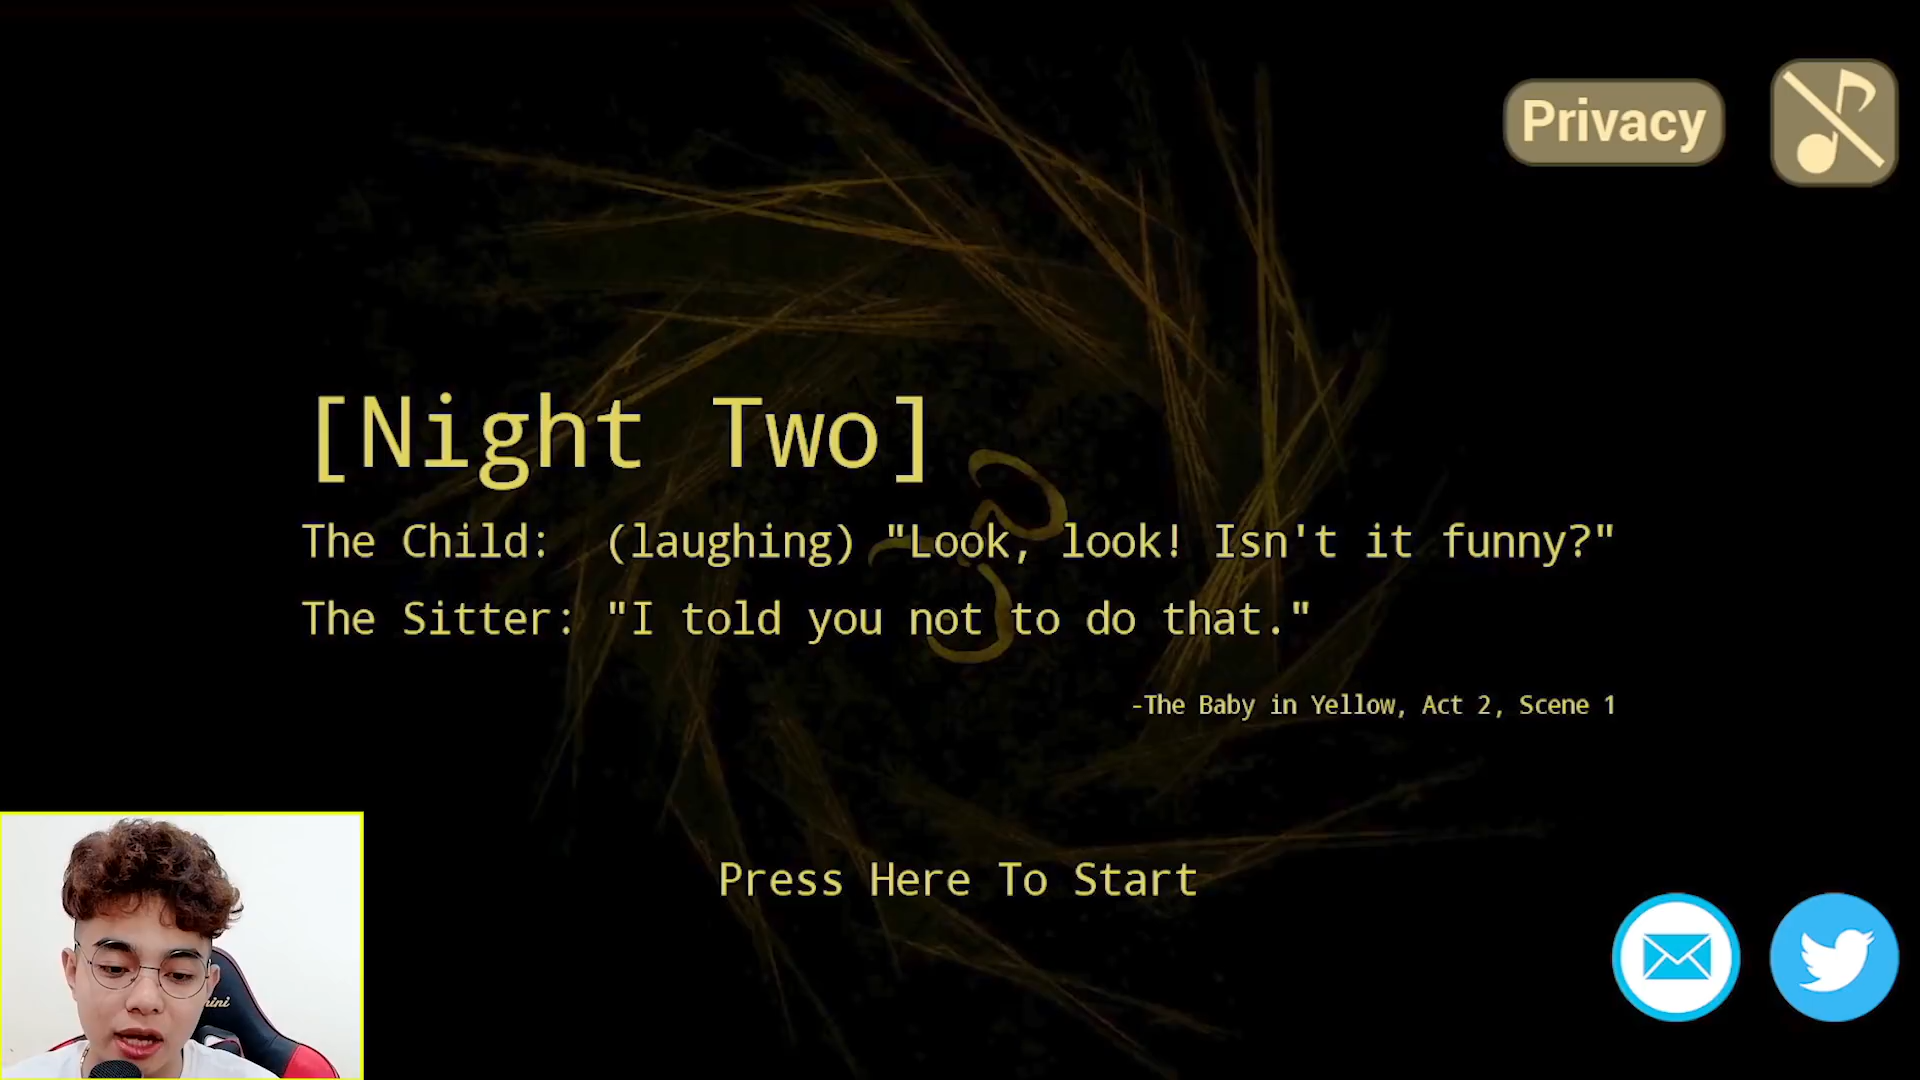 Privacy
[Night Two]
The Child: (laughing) "Look, look! Isn't it funny?"
The Sitter: "I told you not to do that."
-The Baby in Yellow, Act 2, Scene 1
Press Here To Start